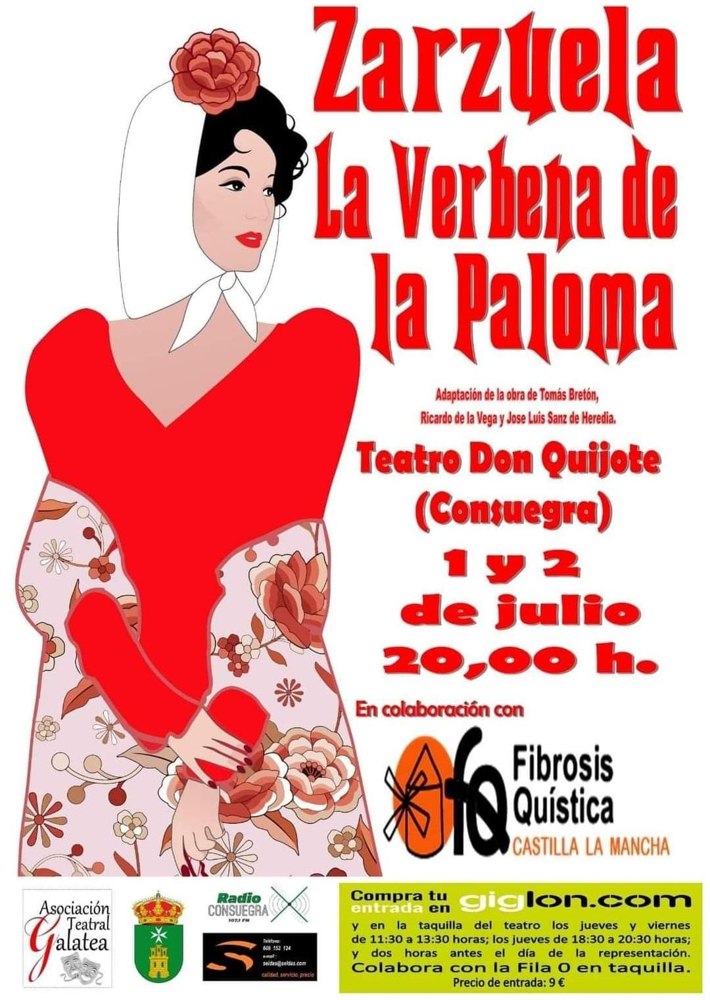 Zarzuela
La Verbena de
la Paloma
Adaptación de la obra de Tomás Bretón,
Ricardo de la Vega y Jose Luis Sanz de Heredia.
Teatro Don Quijote
(Consuegra)
1 y 2
de julio
20,00 h.
En colaboración con
fQ
Fibrosis
Quística
CASTILLA LA MANCHA
Asociación
Teatral
Galatea
Radio
CONSUEGRA
107.1 FM
Teléfono:
609 153 124
e-mail:
seldas@seldas.com
calidad, servicio, precio
Compra tu
entrada en giglon.com
y en la taquilla del teatro los jueves y viernes
de 11:30 a 13:30 horas; los jueves de 18:30 a 20:30 horas;
y dos horas antes el día de la representación.
Colabora con la Fila 0 en taquilla.
Precio de entrada: 9 €